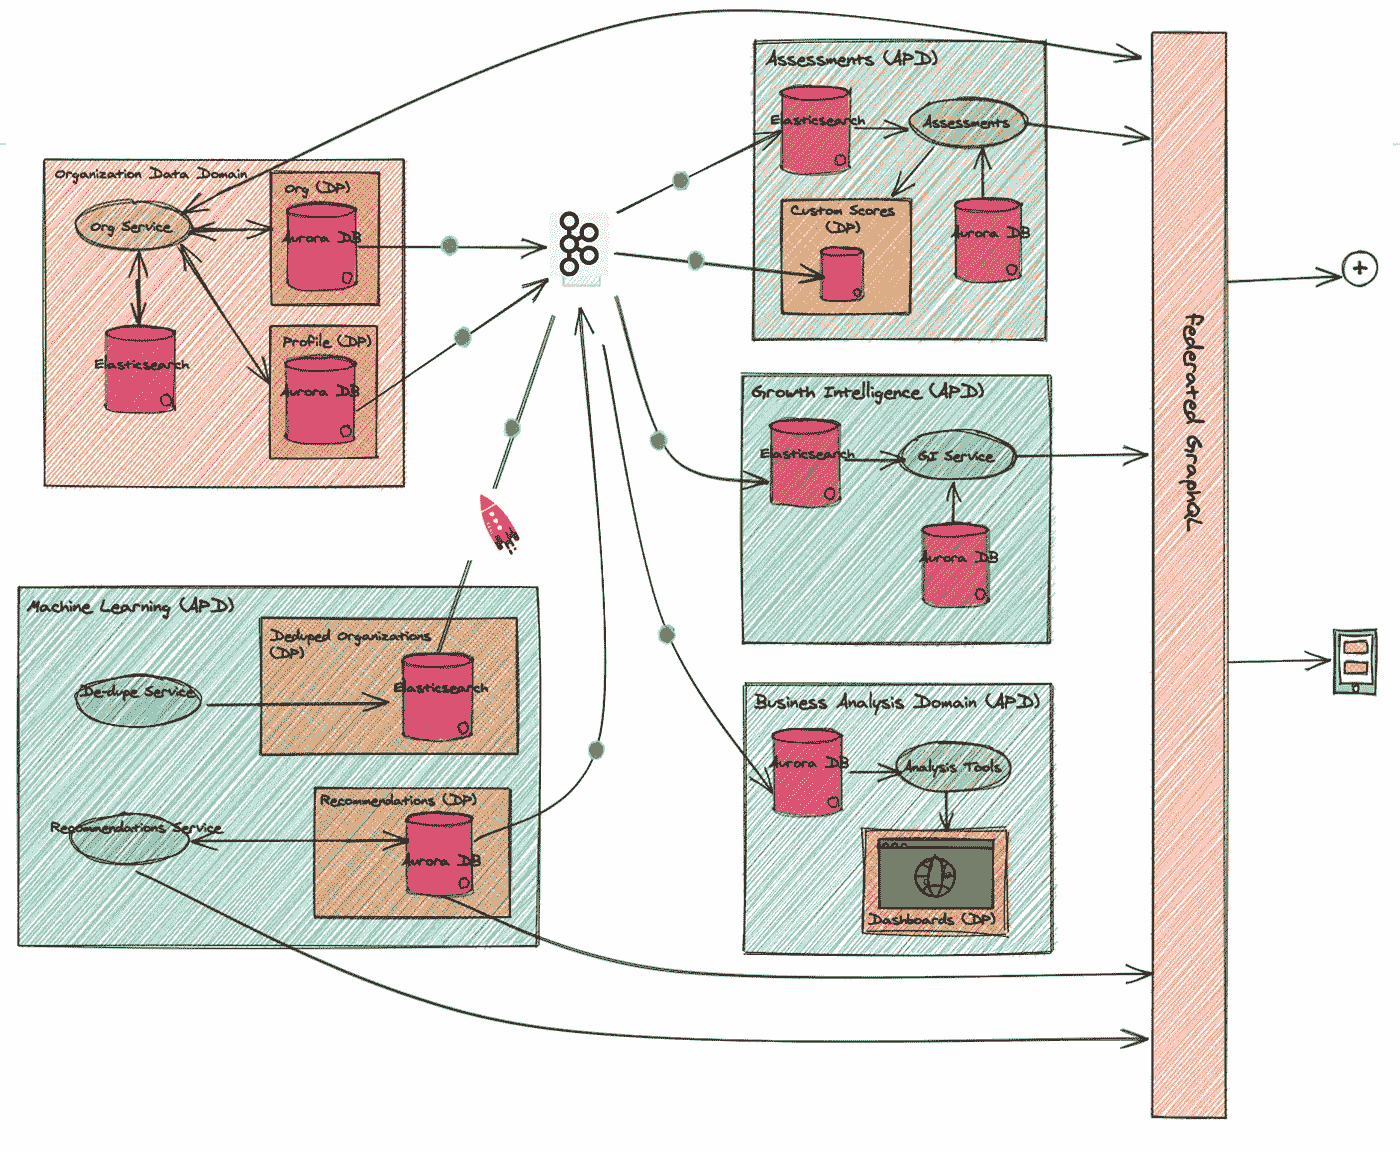 Assessments (APD)
Elasticsearch
Assessments
Custom Scores
(DP)
Aurora DB
Organization Data Domain
Org (DP)
Org Service
Aurora DB
Profile (DP)
Elasticsearch
Aurora DB
Growth Intelligence (APD)
Elasticsearch
GI Service
Aurora DB
Federated GraphQL
Machine Learning (APD)
Deduped Organizations
(DP)
De-dupe Service
Elasticsearch
Recommendations (DP)
Recommendations Service
Aurora DB
Business Analysis Domain (APD)
Aurora DB
Analysis Tools
Dashboards (DP)